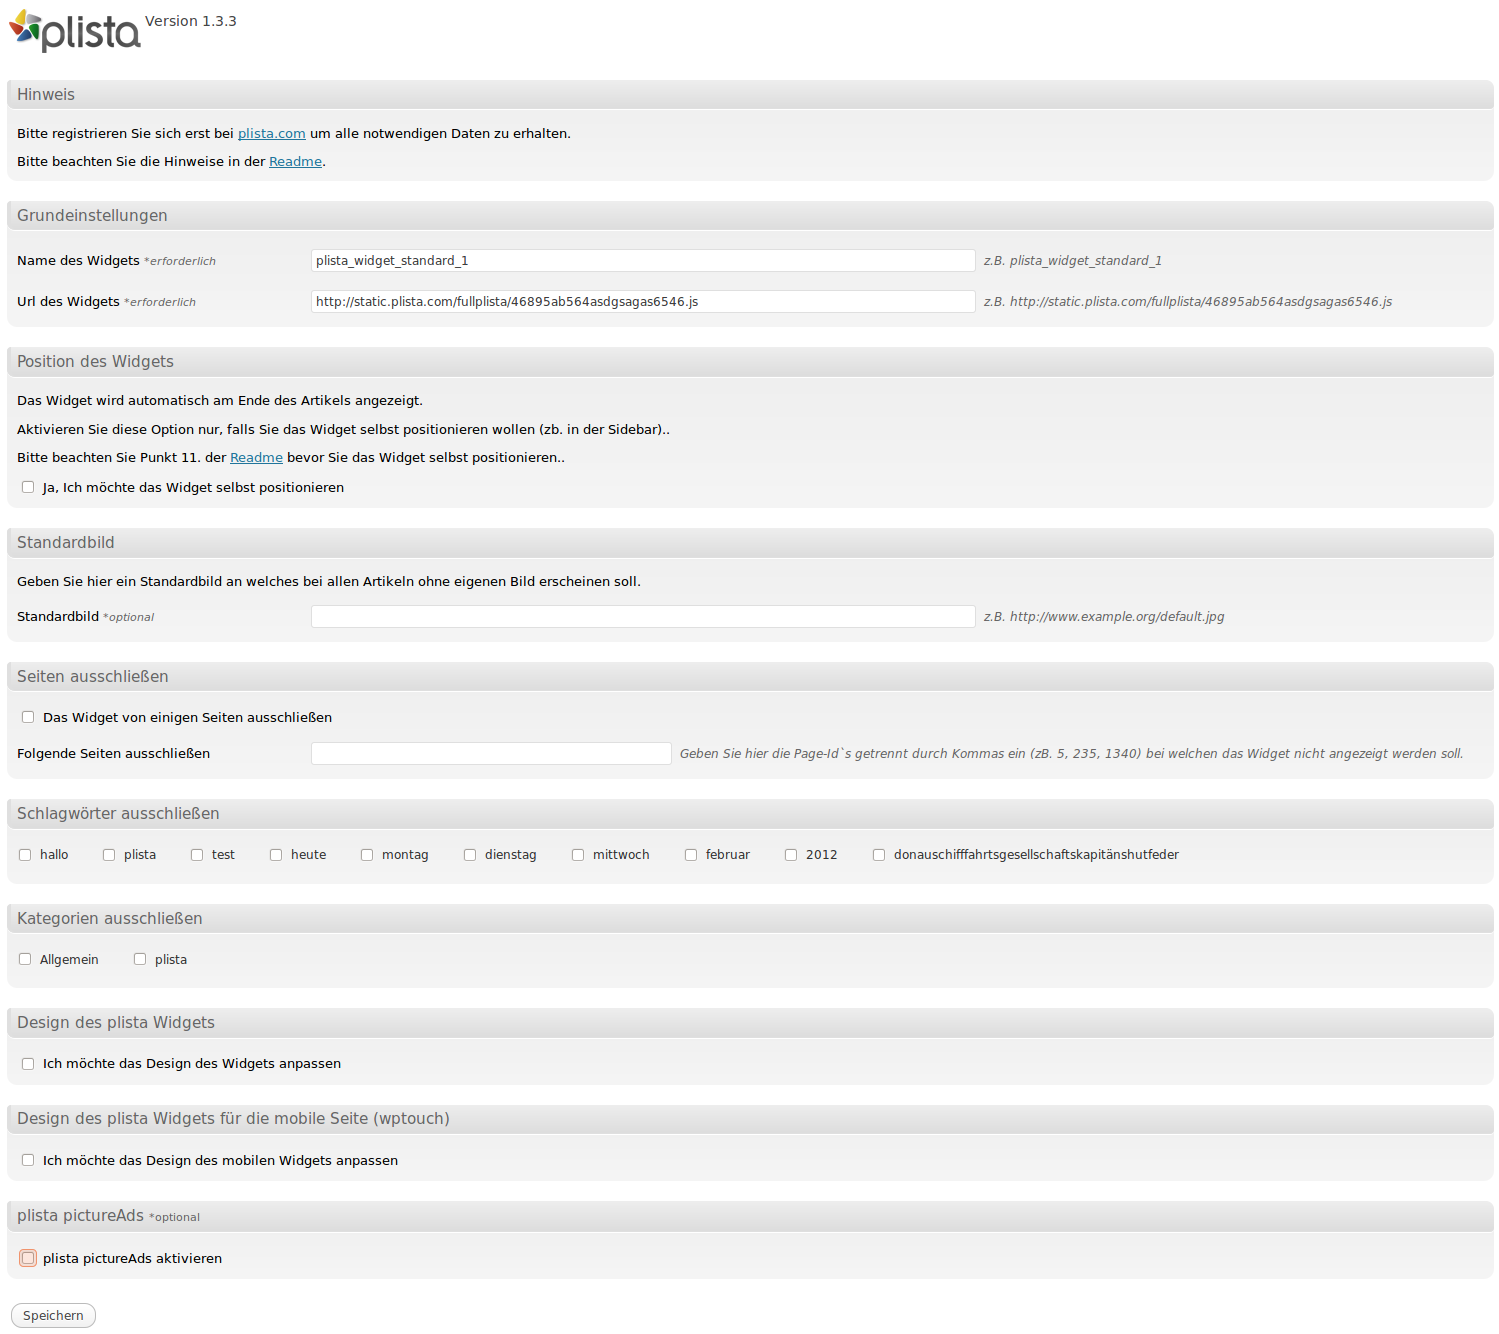 plista Version 1.3.3
Hinweis
Bitte registrieren Sie sich erst bei plista.com um alle notwendigen Daten zu erhalten.
Bitte beachten Sie die Hinweise in der Readme.
Grundeinstellungen
Name des Widgets *erforderlich plista_widget_standard_1 z.B. plista_widget_standard_1
Url des Widgets *erforderlich http://static.plista.com/fullplista/46895ab564asdgsagas6546.js z.B. http://static.plista.com/fullplista/46895ab564asdgsagas6546.js
Position des Widgets
Das Widget wird automatisch am Ende des Artikels angezeigt.
Aktivieren Sie diese Option nur, falls Sie das Widget selbst positionieren wollen (zb. in der Sidebar)..
Bitte beachten Sie Punkt 11. der Readme bevor Sie das Widget selbst positionieren..
Ja, Ich möchte das Widget selbst positionieren
Standardbild
Geben Sie hier ein Standardbild an welches bei allen Artikeln ohne eigenen Bild erscheinen soll.
Standardbild *optional z.B. http://www.example.org/default.jpg
Seiten ausschließen
Das Widget von einigen Seiten ausschließen
Folgende Seiten ausschließen Geben Sie hier die Page-Id`s getrennt durch Kommas ein (zB. 5, 235, 1340) bei welchen das Widget nicht angezeigt werden soll.
Schlagwörter ausschließen
hallo plista test heute montag dienstag mittwoch februar 2012 donauschifffahrtsgesellschaftskapitänshutfeder
Kategorien ausschließen
Allgemein plista
Design des plista Widgets
Ich möchte das Design des Widgets anpassen
Design des plista Widgets für die mobile Seite (wptouch)
Ich möchte das Design des mobilen Widgets anpassen
plista pictureAds *optional
plista pictureAds aktivieren
Speichern